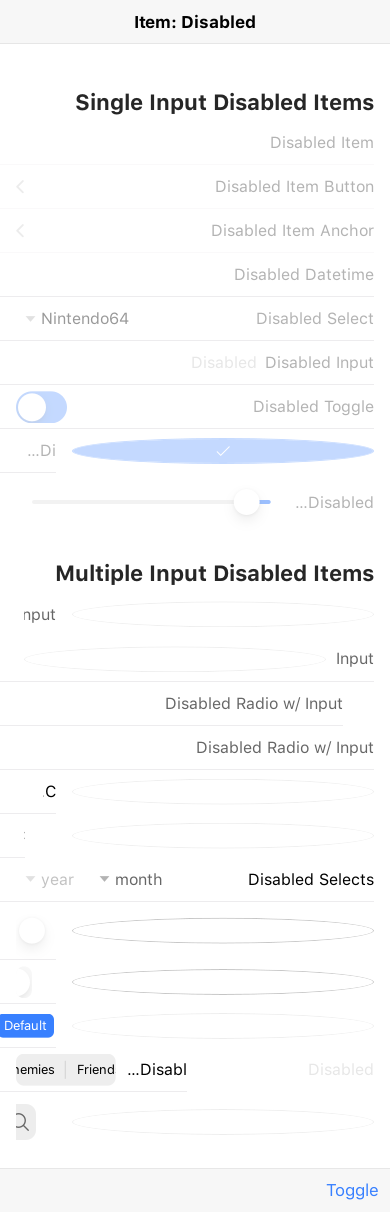 Item: Disabled
Single Input Disabled Items
Disabled Item
Disabled Item Button
Disabled Item Anchor
Disabled Datetime
Disabled Select Nintendo64
Disabled Input Disabled
Disabled Toggle
...Di
...Disabled
Multiple Input Disabled Items
nput
Input
Disabled Radio w/ Input
Disabled Radio w/ Input
C
Disabled Selects month year
Default
Disabled ...Disabl Friend nemies
Toggle